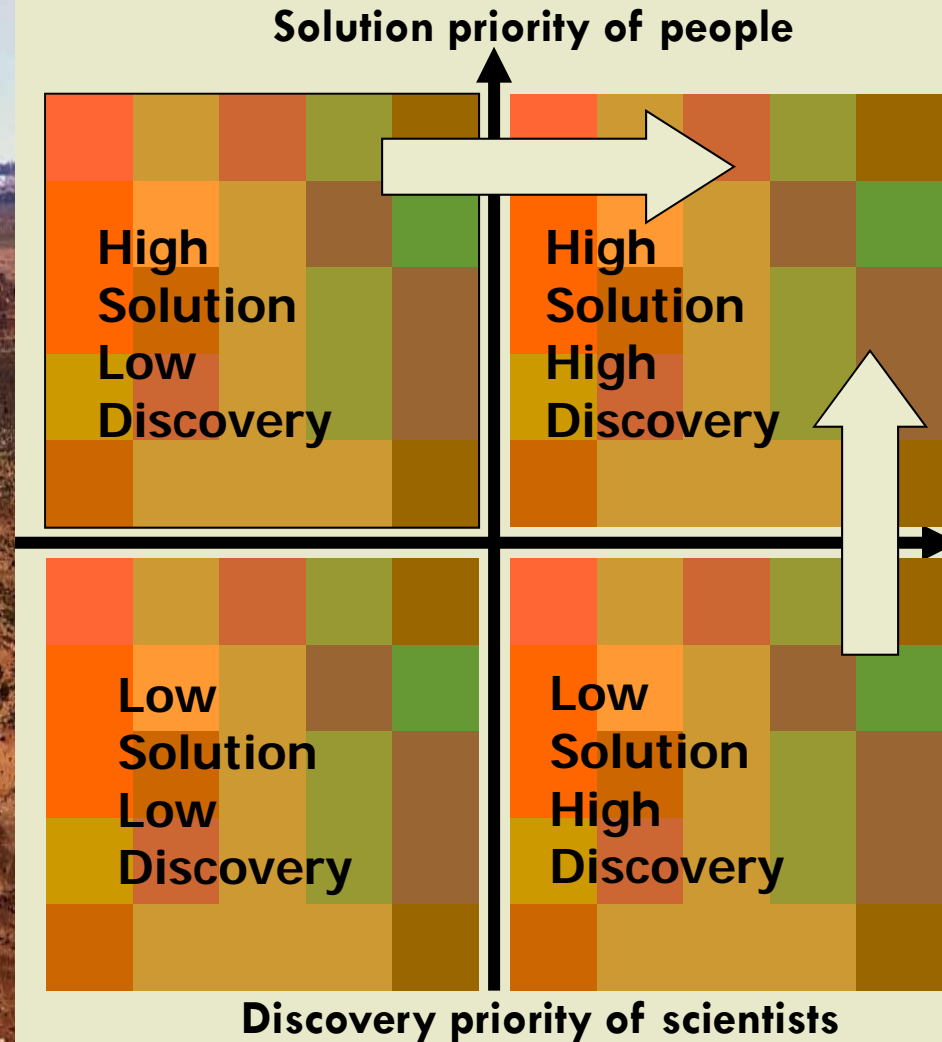 Solution priority of people
High
Solution
Low
Discovery
High
Solution
High
Discovery
Low
Solution
Low
Discovery
Low
Solution
High
Discovery
Discovery priority of scientists